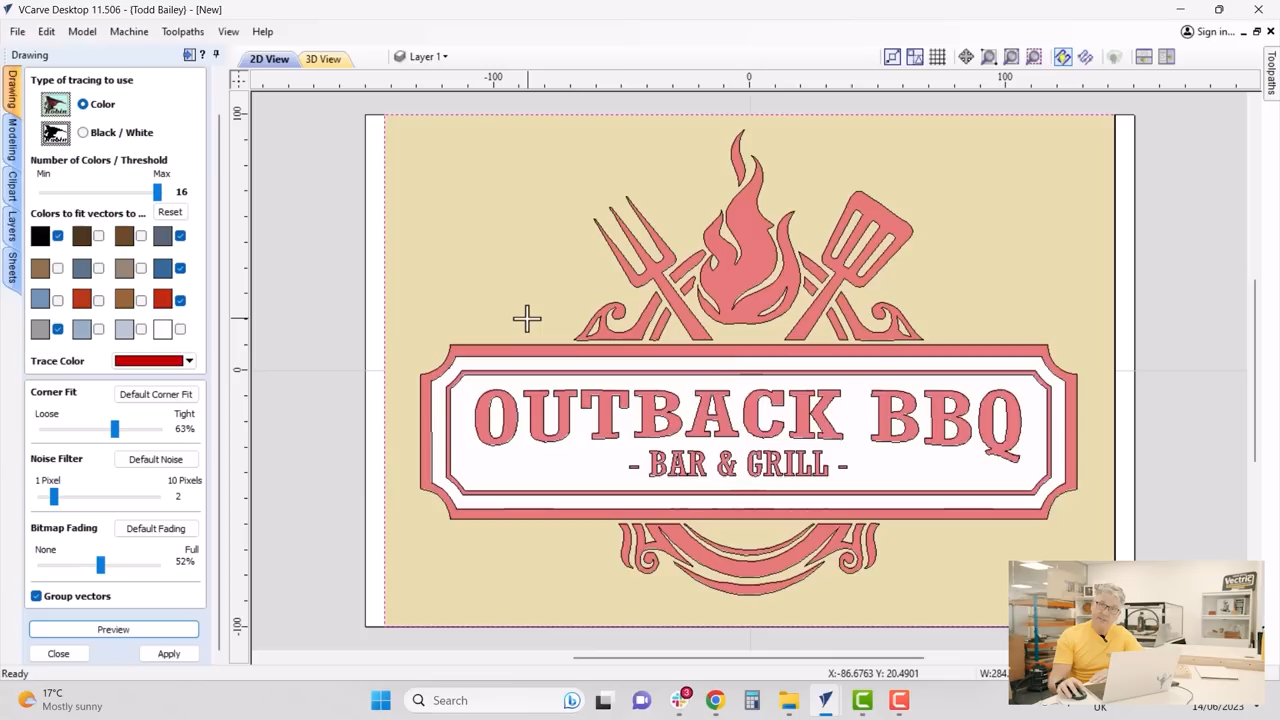 VCarve Desktop 11.506 - {Todd Bailey} - [New]
File Edit Model Machine Toolpaths View Help
Sign in...
Drawing
2D View 3D View Layer 1
Toolpaths
Drawing
Modeling
Clipart
Layers
Sheets
Type of tracing to use
Color
Black / White
Number of Colors / Threshold
Min Max
16
Colors to fit vectors to ... Reset
Trace Color
Corner Fit Default Corner Fit
Loose Tight
63%
Noise Filter Default Noise
1 Pixel 10 Pixels
2
Bitmap Fading Default Fading
None Full
52%
Group vectors
Preview
Close Apply
-100 0 100
100
0
-100
OUTBACK BBQ
- BAR & GRILL -
Vectric
Ready
X:-86.6763 Y: 20.4901 W:284.
17°C
Mostly sunny
Search
3
UK
14/06/2023